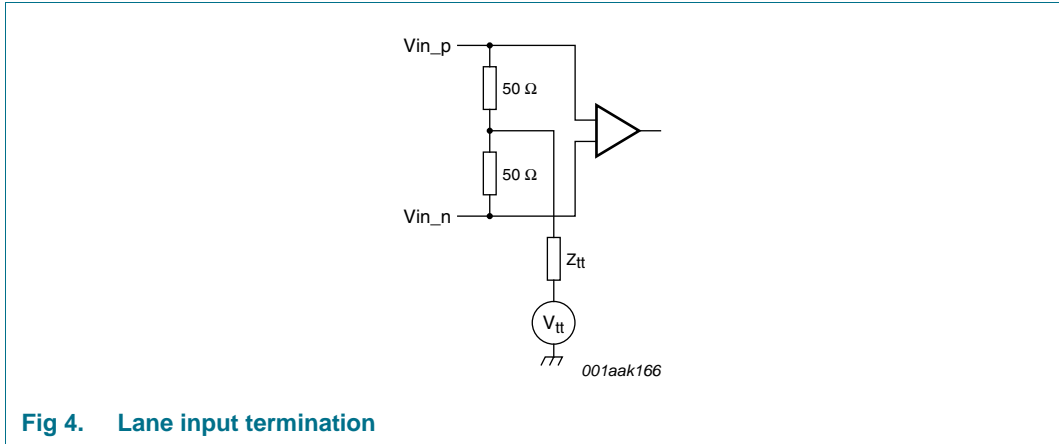 Vin_p
50 Ω
50 Ω
Vin_n
Ztt
Vtt
001aak166
Fig 4. Lane input termination